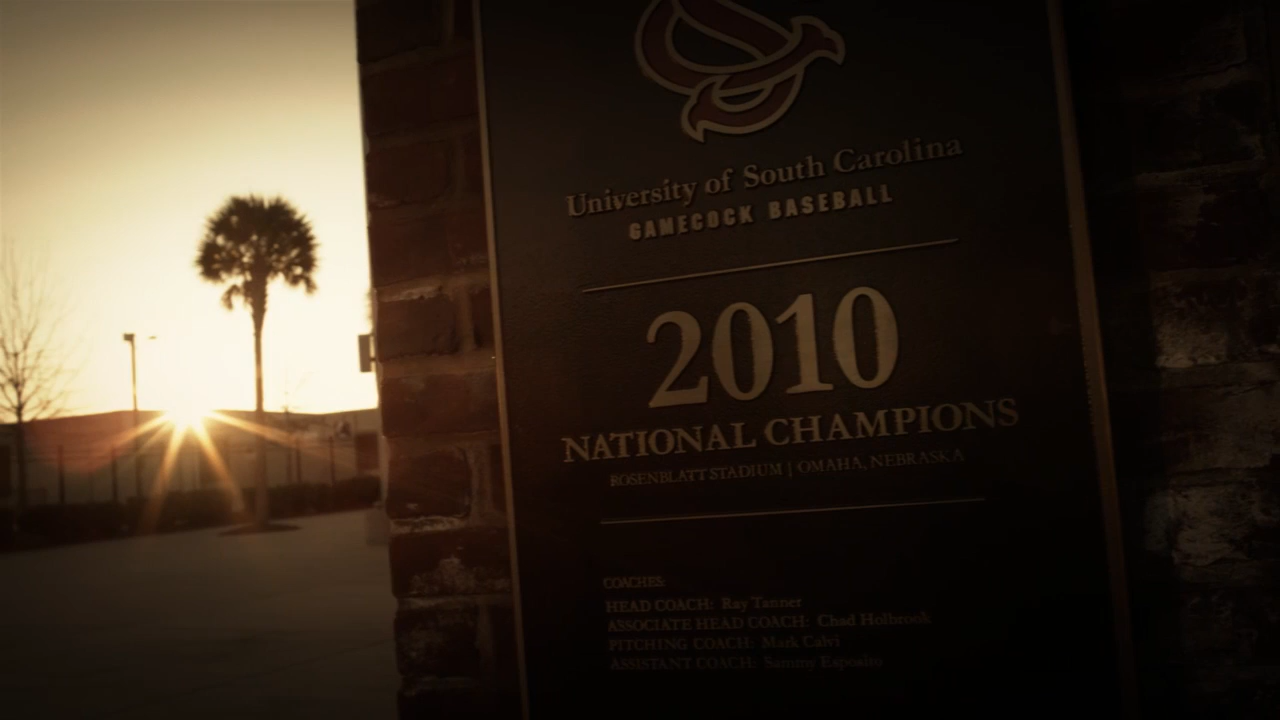 University of South Carolina
GAMECOCK BASEBALL
2010
NATIONAL CHAMPIONS
ROSENBLATT STADIUM | OMAHA, NEBRASKA
COACHES:
HEAD COACH: Ray Tanner
ASSOCIATE HEAD COACH: Chad Holbrook
PITCHING COACH: Mark Calvi
ASSISTANT COACH: Sammy Esposito